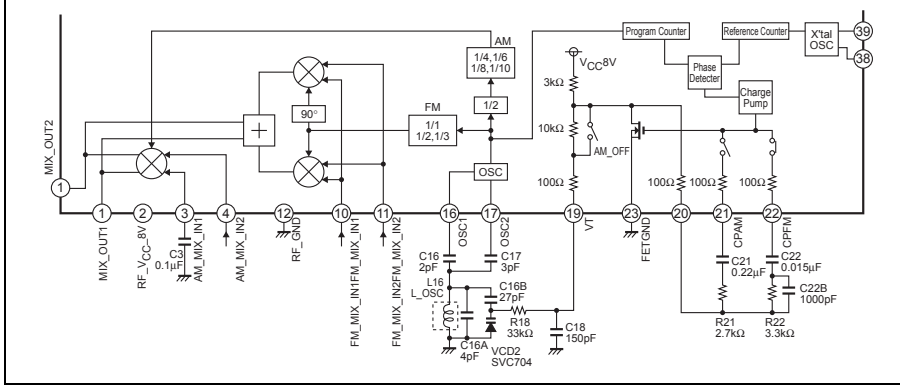 AM
1/4,1/6
1/8,1/10
1/2
FM
1/1
1/2,1/3
90°
+
OSC
Program Counter
Reference Counter
X'tal
OSC
39
38
Phase
Detecter
Charge
Pump
VCC8V
3kΩ
10kΩ
AM_OFF
100Ω
100Ω
100Ω
100Ω
MIX_OUT2
1
1
2
3
4
12
10
11
16
17
19
23
20
21
22
MIX_OUT1
RF_VCC_8V
AM_MIX_IN1
AM_MIX_IN2
RF_GND
FM_MIX_IN1FM_MIX_IN1
FM_MIX_IN2FM_MIX_IN2
OSC1
OSC2
VT
FETGND
CPAM
CPFM
C3
0.1μF
C16
2pF
C17
3pF
L16
L_OSC
C16B
27pF
C16A
4pF
VCD2
SVC704
R18
33kΩ
C18
150pF
C21
0.22μF
C22
0.015μF
C22B
1000pF
R21
2.7kΩ
R22
3.3kΩ